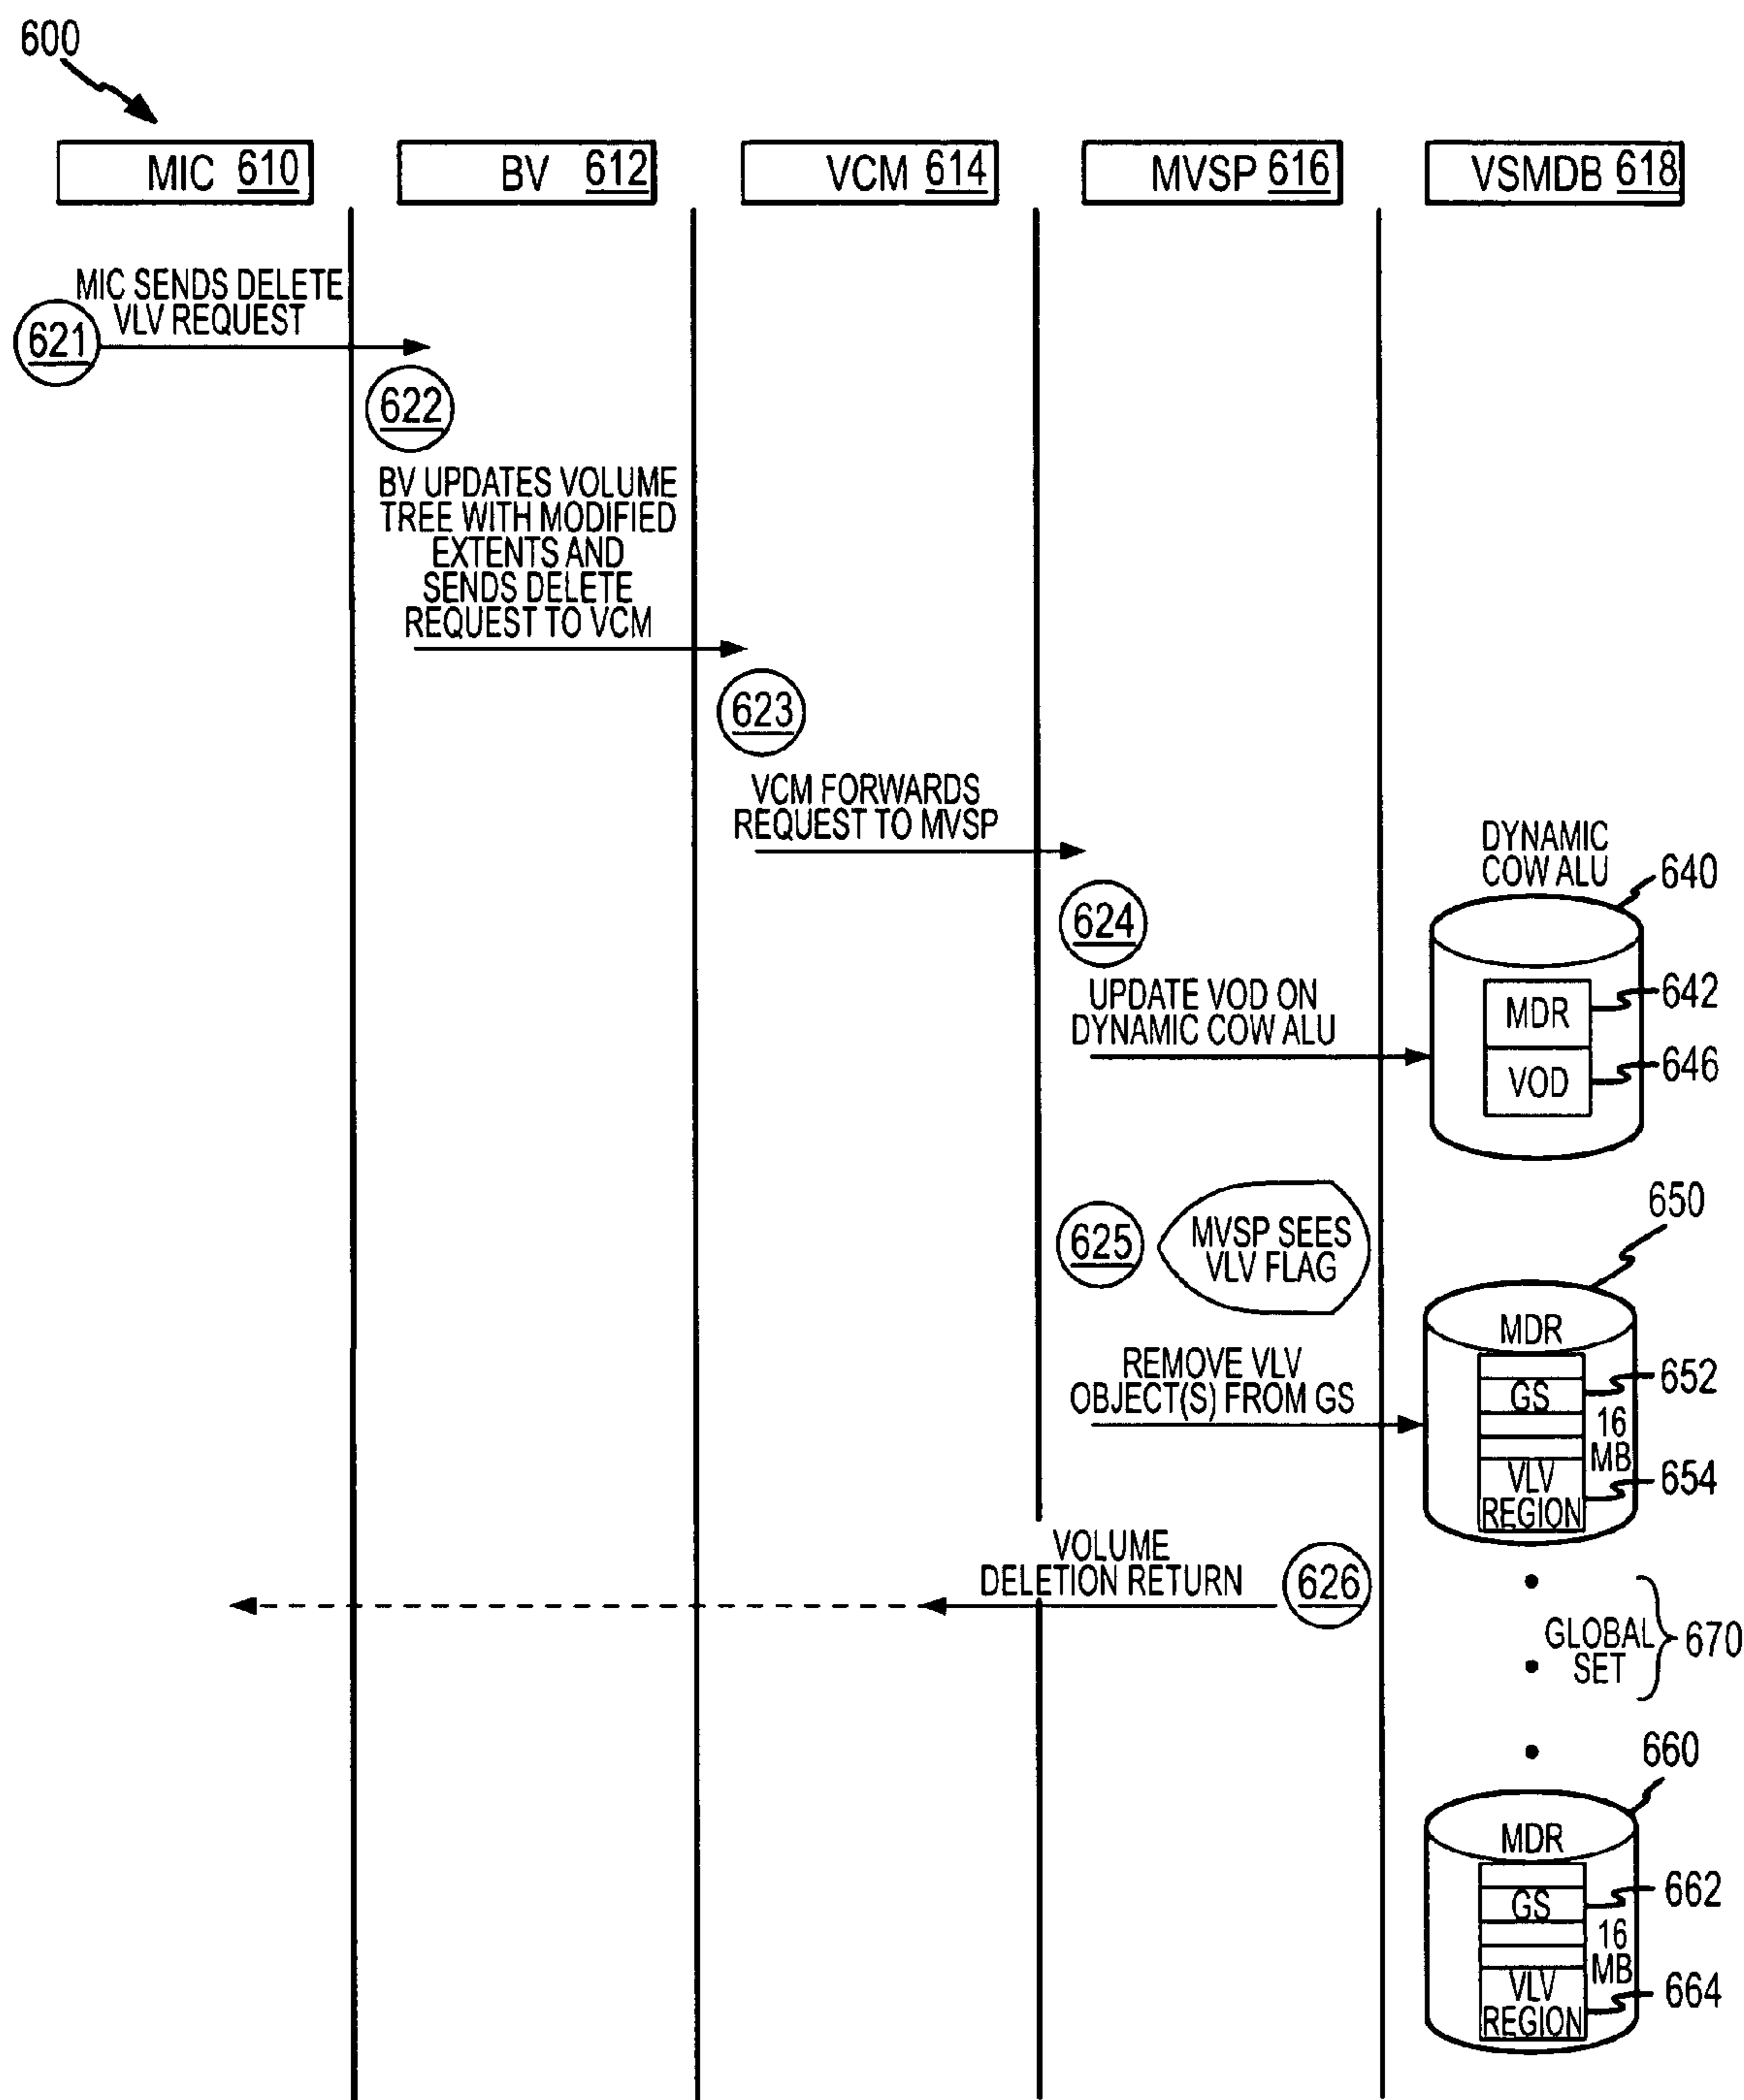 600
MIC 610
BV 612
VCM 614
MVSP 616
VSMDB 618
MIC SENDS DELETE
VLV REQUEST
621
622
BV UPDATES VOLUME
TREE WITH MODIFIED
EXTENTS AND
SENDS DELETE
REQUEST TO VCM
623
VCM FORWARDS
REQUEST TO MVSP
624
UPDATE VOD ON
DYNAMIC COW ALU
DYNAMIC
COW ALU
640
MDR
642
VOD
646
625
MVSP SEES
VLV FLAG
REMOVE VLV
OBJECT(S) FROM GS
650
MDR
GS
652
16
MB
VLV
REGION
654
VOLUME
DELETION RETURN
626
GLOBAL
SET
670
660
MDR
GS
662
16
MB
VLV
REGION
664